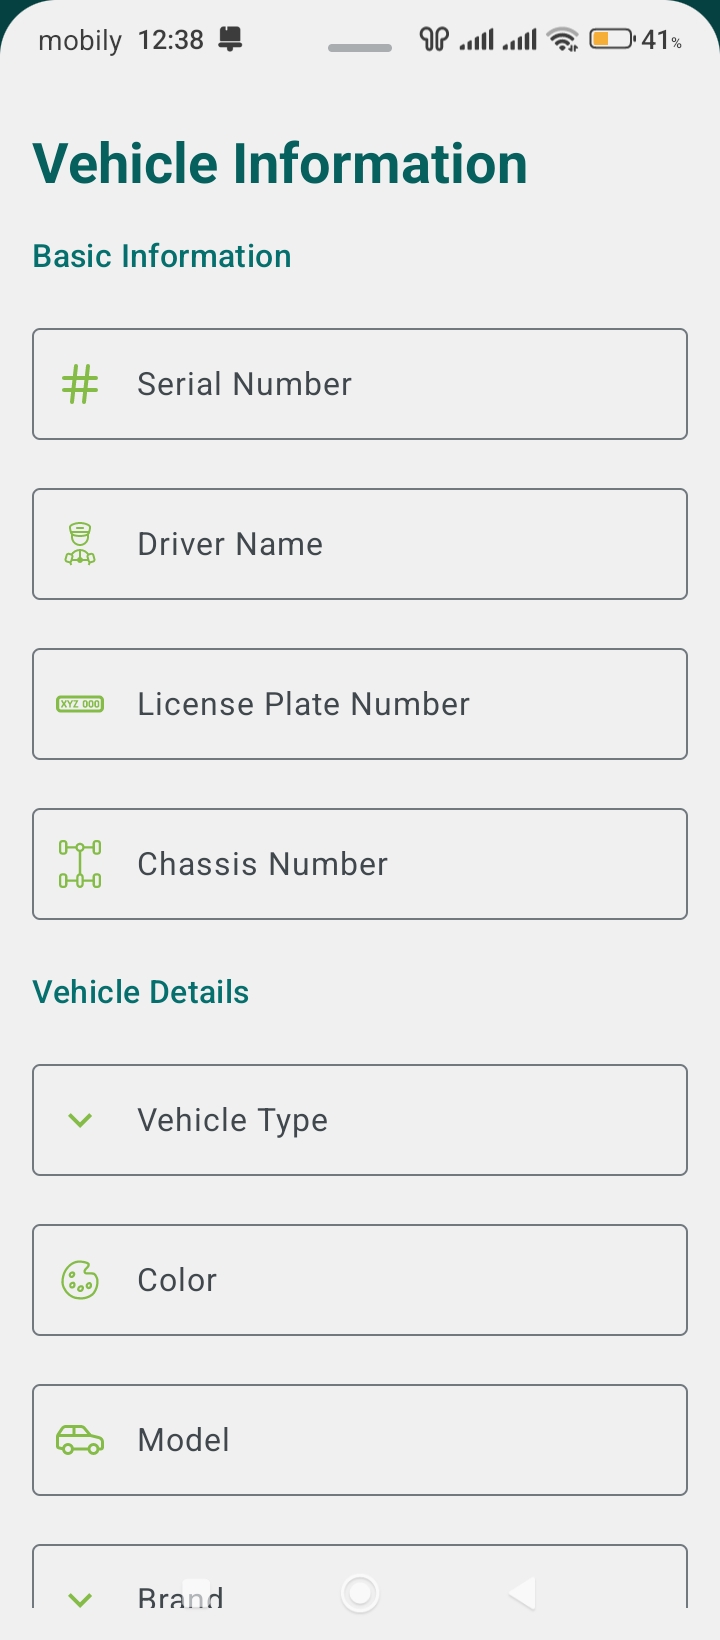 mobily 12:38 41%
Vehicle Information
Basic Information
Serial Number
Driver Name
XYZ 000 License Plate Number
Chassis Number
Vehicle Details
Vehicle Type
Color
Model
Brand